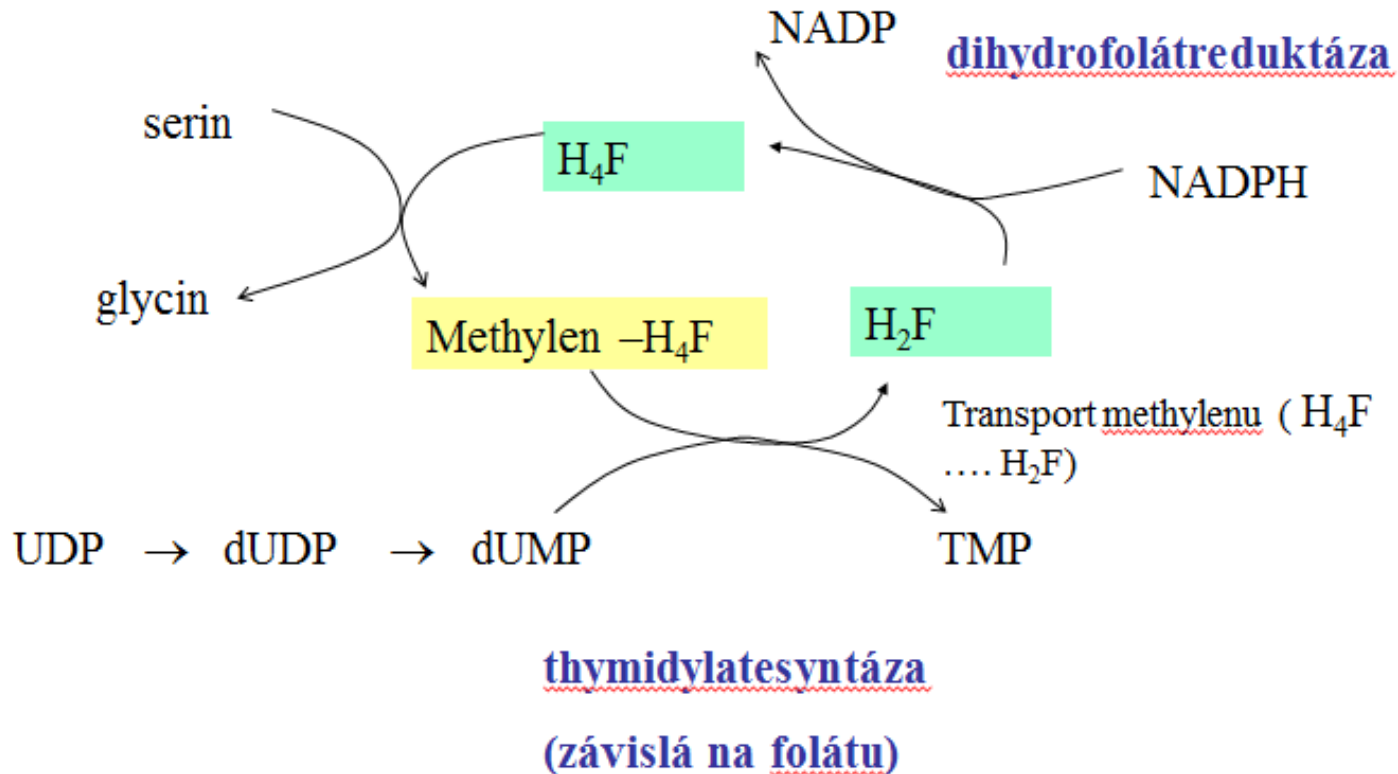 NADP
dihydrofolátreduktáza
serin
H₄F
NADPH
glycin
Methylen –H₄F
H₂F
Transport methylenu ( H₄F
…. H₂F)
UDP → dUDP → dUMP
TMP
thymidylatesyntáza
(závislá na folátu)